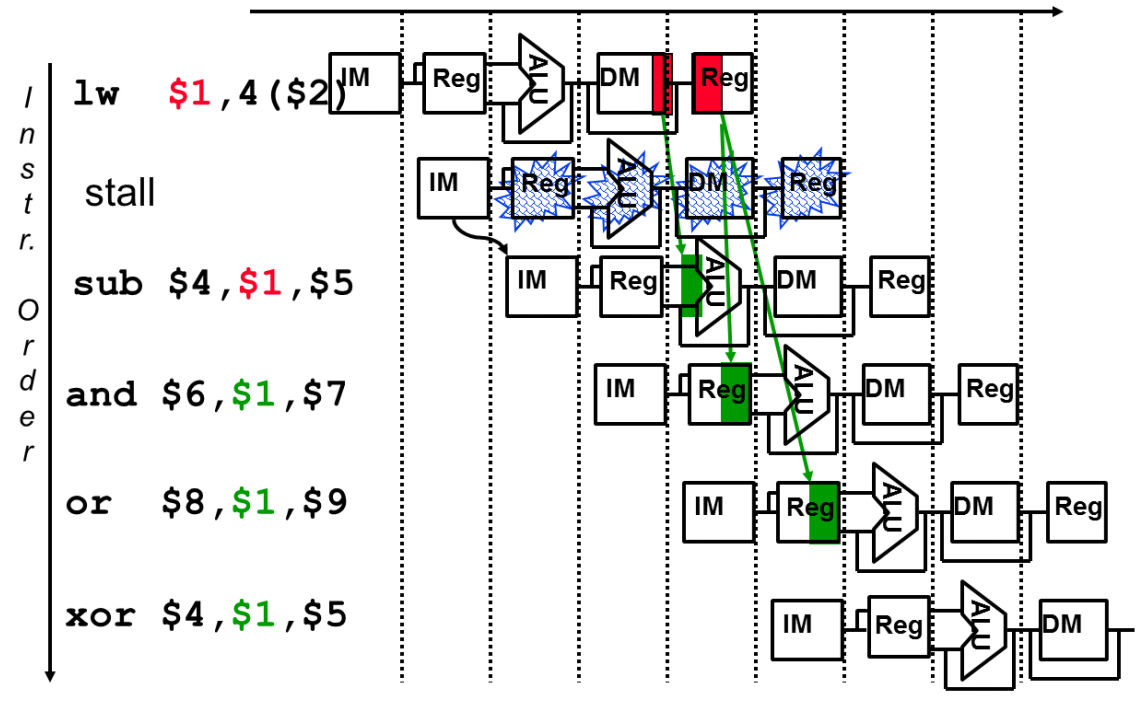 lw $1,4($2) IM Reg ALU DM Reg
stall IM Reg ALU DM Reg
sub $4,$1,$5 IM Reg ALU DM Reg
and $6,$1,$7 IM Reg ALU DM Reg
or $8,$1,$9 IM Reg ALU DM Reg
xor $4,$1,$5 IM Reg ALU DM
Instr.
Order